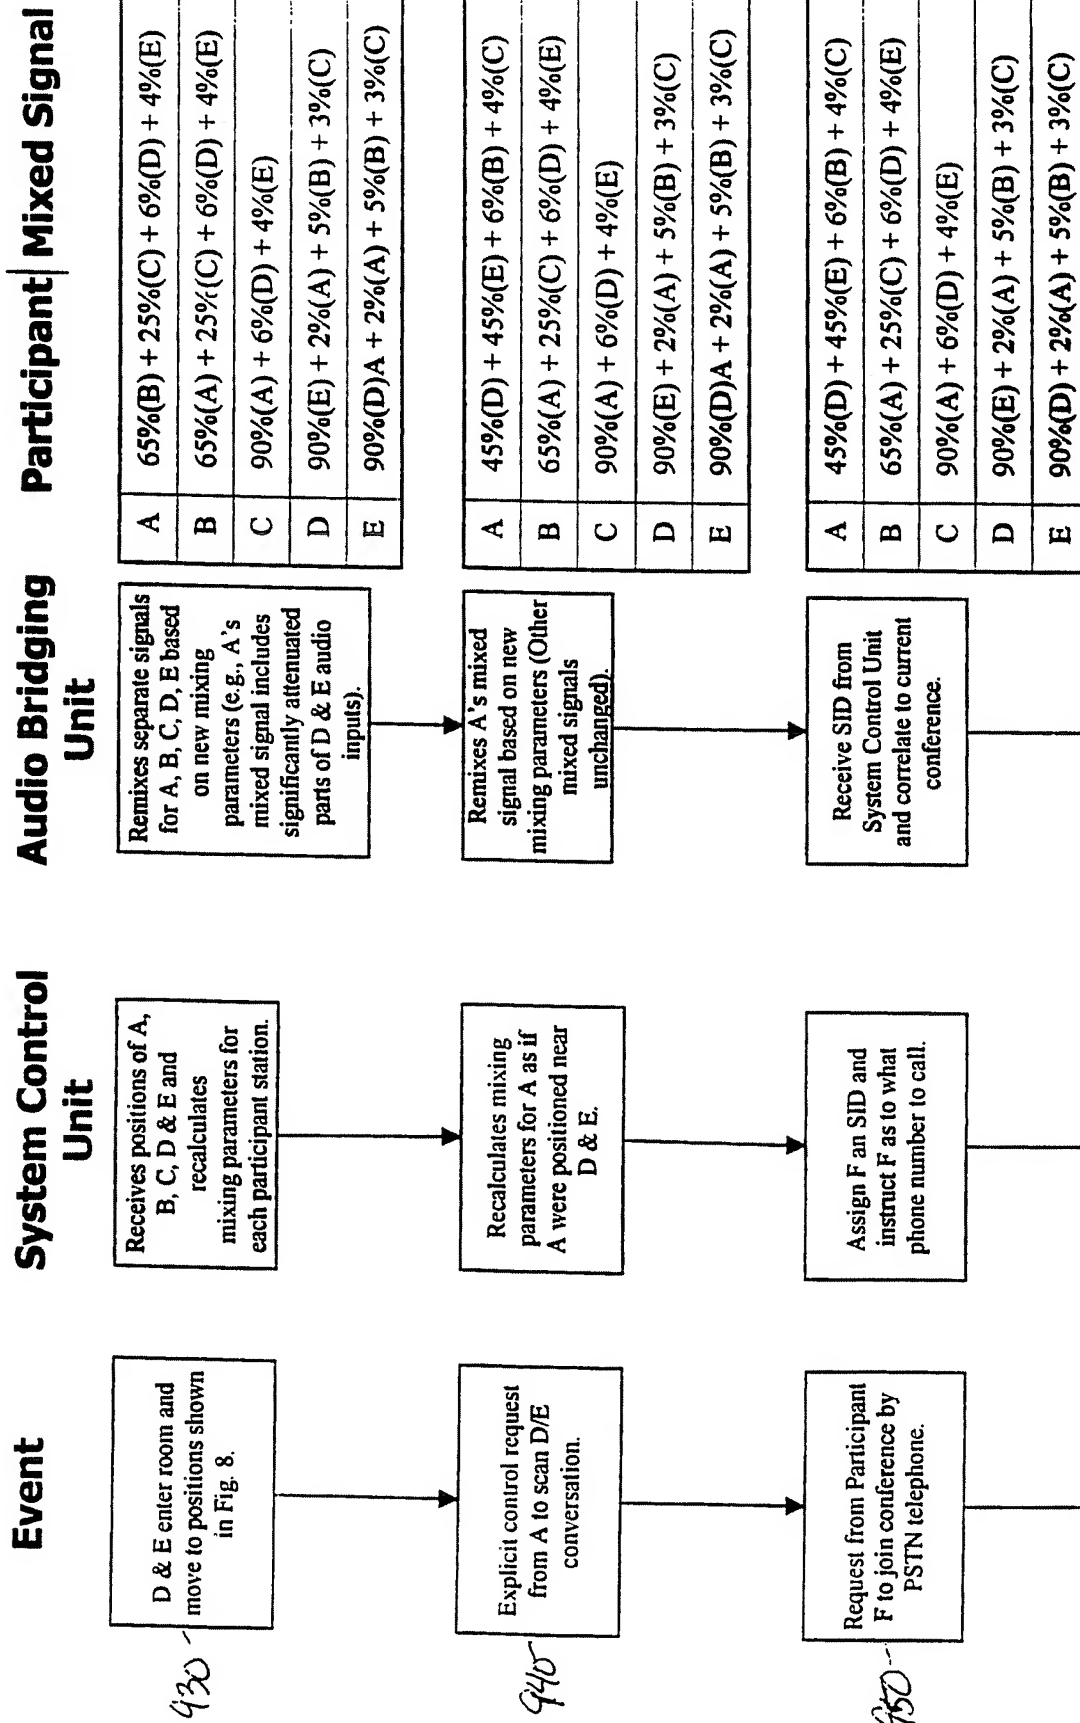 Event
System Control
Unit
Audio Bridging
Unit
Participant
Mixed Signal
930
D & E enter room and
move to positions shown
in Fig. 8.
Receives positions of A,
B, C, D & E and
recalculates
mixing parameters for
each participant station.
Remixes separate signals
for A, B, C, D, E based
on new mixing
parameters (e.g., A's
mixed signal includes
significantly attenuated
parts of D & E audio
inputs).
A 65%(B) + 25%(C) + 6%(D) + 4%(E)
B 65%(A) + 25%(C) + 6%(D) + 4%(E)
C 90%(A) + 6%(D) + 4%(E)
D 90%(E) + 2%(A) + 5%(B) + 3%(C)
E 90%(D)A + 2%(A) + 5%(B) + 3%(C)
940
Explicit control request
from A to scan D/E
conversation.
Recalculates mixing
parameters for A as if
A were positioned near
D & E.
Remixes A's mixed
signal based on new
mixing parameters (Other
mixed signals
unchanged).
A 45%(D) + 45%(E) + 6%(B) + 4%(C)
B 65%(A) + 25%(C) + 6%(D) + 4%(E)
C 90%(A) + 6%(D) + 4%(E)
D 90%(E) + 2%(A) + 5%(B) + 3%(C)
E 90%(D)A + 2%(A) + 5%(B) + 3%(C)
950
Request from Participant
F to join conference by
PSTN telephone.
Assign F an SID and
instruct F as to what
phone number to call.
Receive SID from
System Control Unit
and correlate to current
conference.
A 45%(D) + 45%(E) + 6%(B) + 4%(C)
B 65%(A) + 25%(C) + 6%(D) + 4%(E)
C 90%(A) + 6%(D) + 4%(E)
D 90%(E) + 2%(A) + 5%(B) + 3%(C)
E 90%(D) + 2%(A) + 5%(B) + 3%(C)